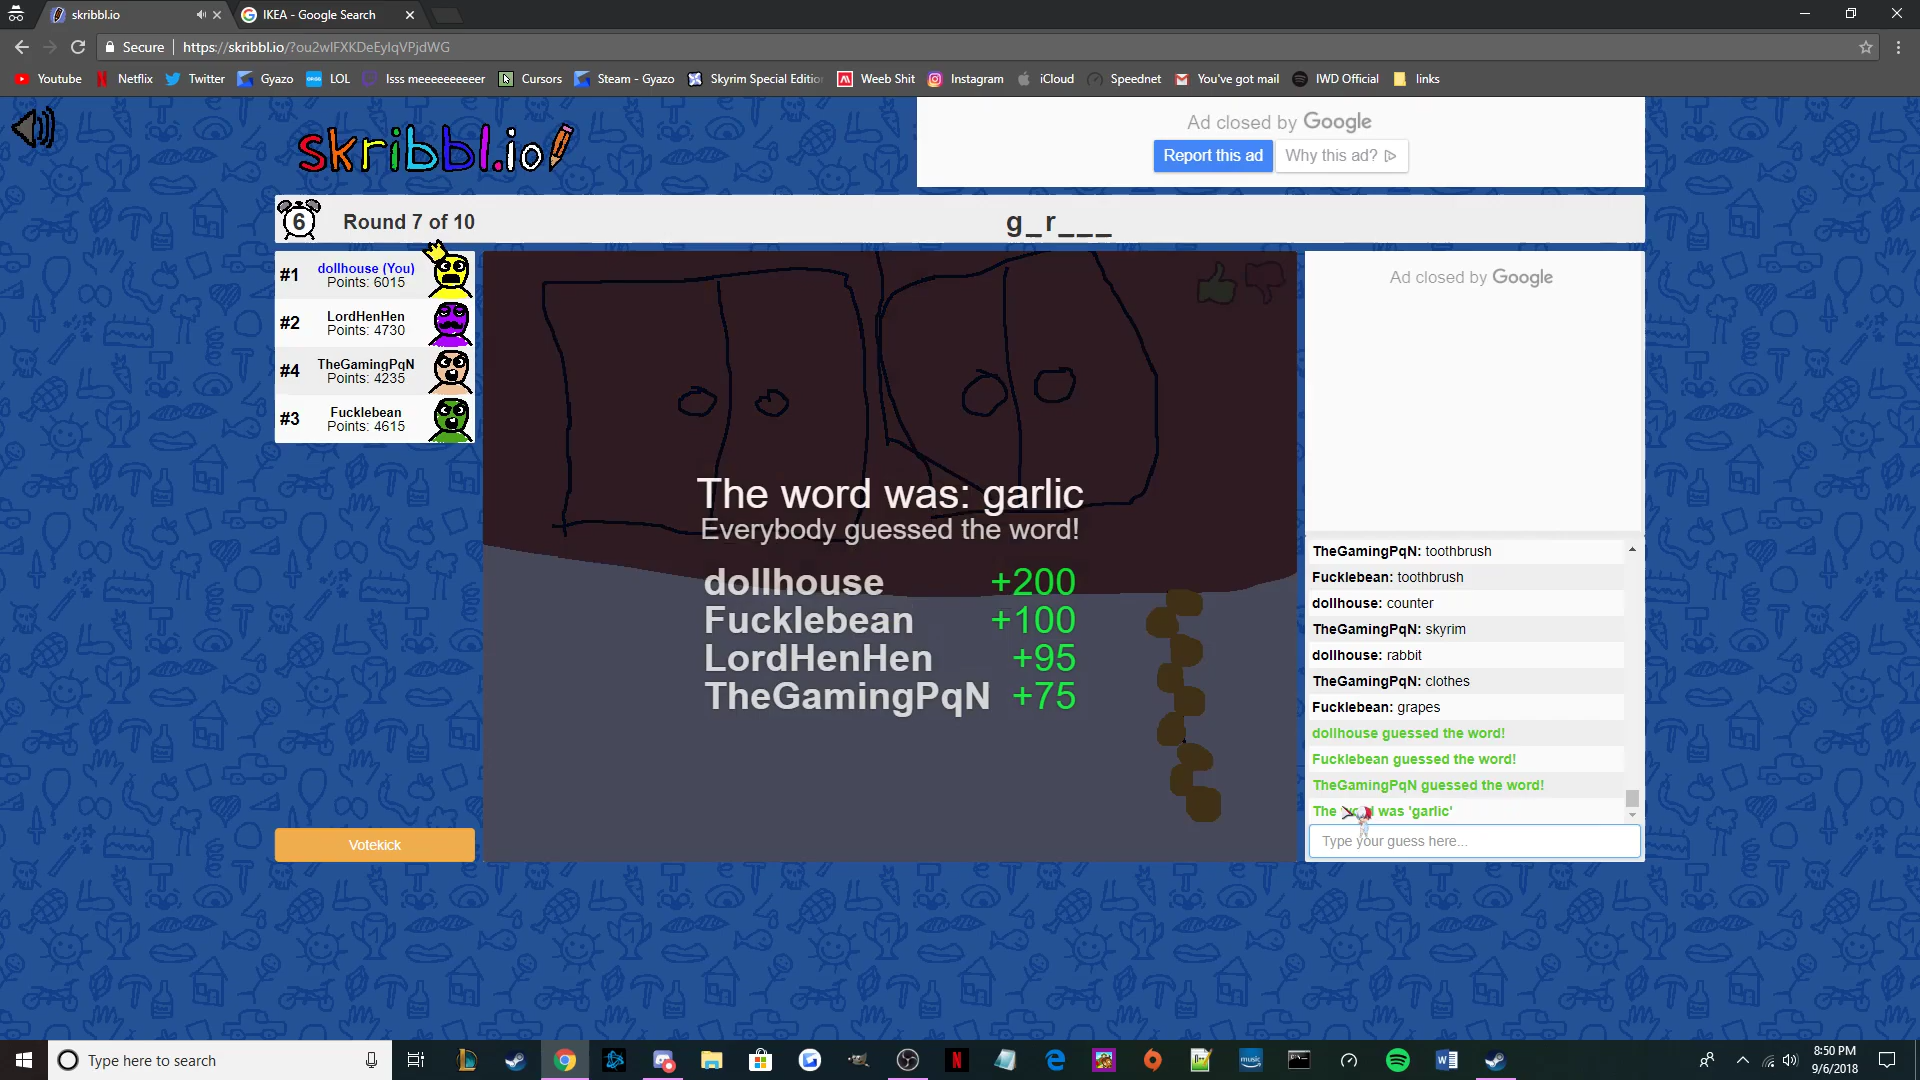 skribbl.io
IKEA - Google Search
Secure
https://skribbl.io/?ou2wlFXKDeEylqVPjdWG
Youtube
Netflix
Twitter
Gyazo
LOL
Isss meeeeeeeeeer
Cursors
Steam - Gyazo
Skyrim Special Editio
Weeb Shit
Instagram
iCloud
Speednet
You've got mail
IWD Official
links
skribbl.io
Ad closed by Google
Report this ad
Why this ad?
6
Round 7 of 10
g_r___
#1
dollhouse (You)
Points: 6015
#2
LordHenHen
Points: 4730
#4
TheGamingPqN
Points: 4235
#3
Fucklebean
Points: 4615
Votekick
The word was: garlic
Everybody guessed the word!
dollhouse +200
Fucklebean +100
LordHenHen +95
TheGamingPqN +75
Ad closed by Google
TheGamingPqN: toothbrush
Fucklebean: toothbrush
dollhouse: counter
TheGamingPqN: skyrim
dollhouse: rabbit
TheGamingPqN: clothes
Fucklebean: grapes
dollhouse guessed the word!
Fucklebean guessed the word!
TheGamingPqN guessed the word!
The word was 'garlic'
Type your guess here...
Type here to search
8:50 PM
9/6/2018